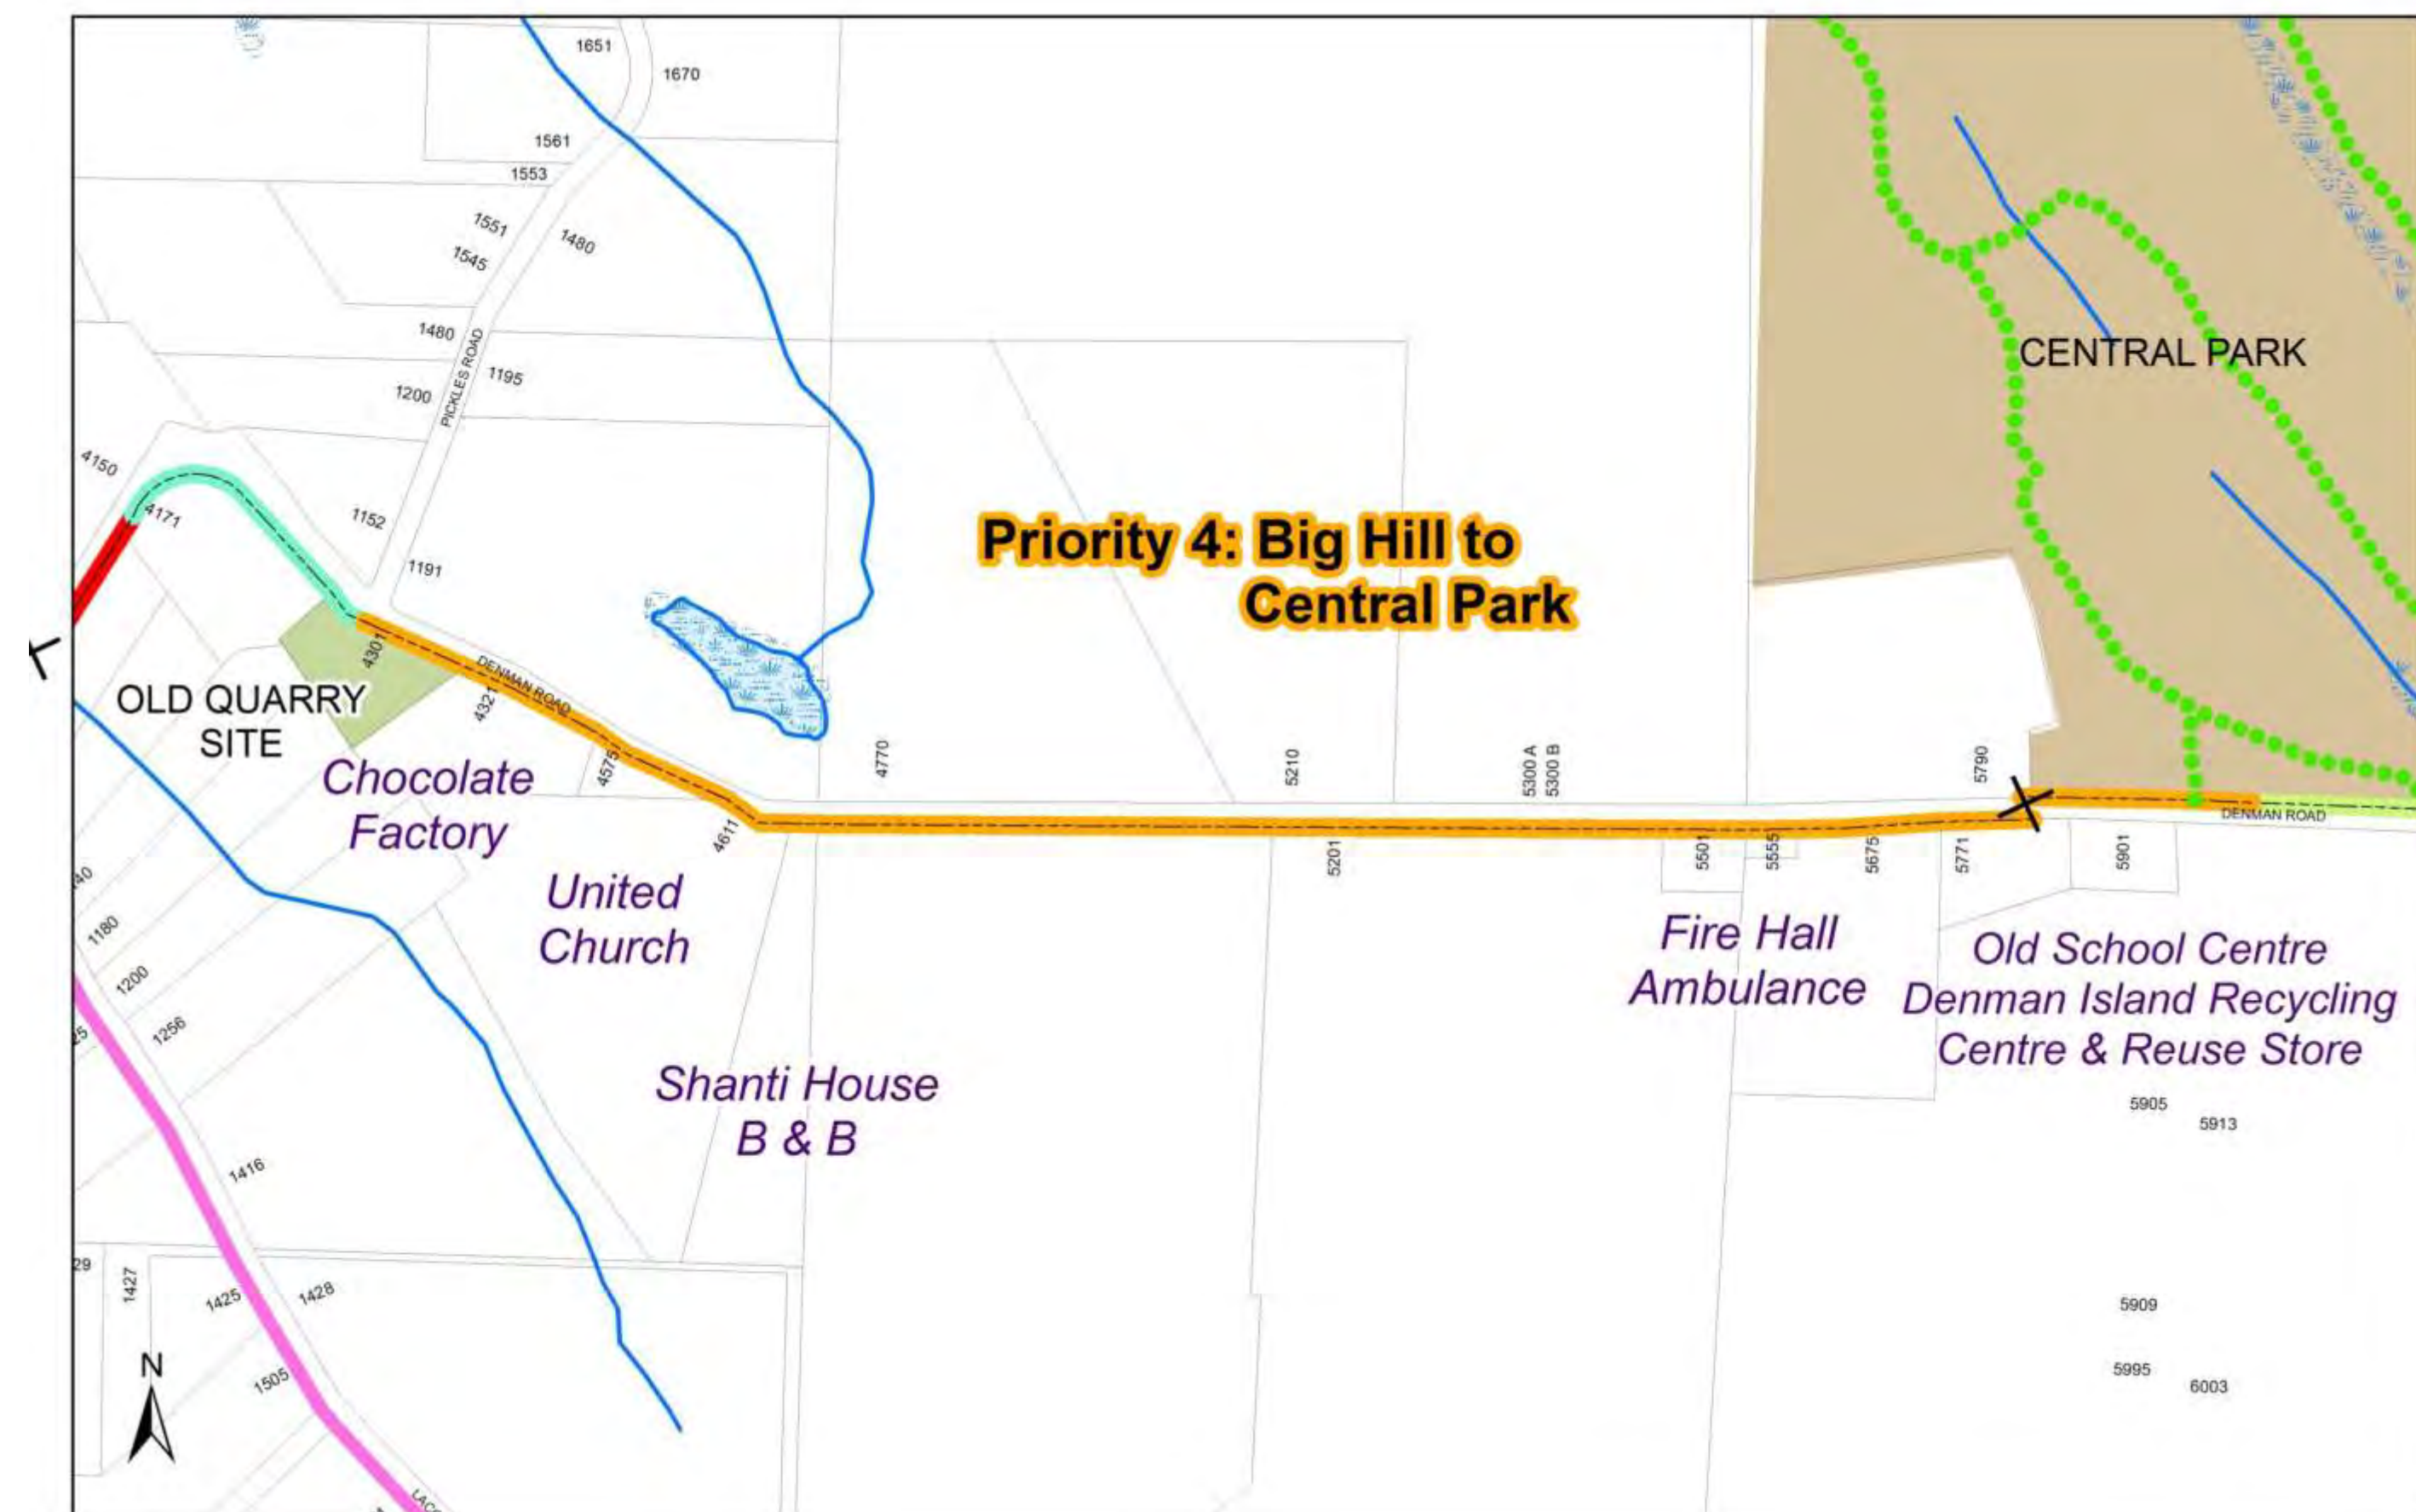 1651
1670
1561
1553
1551
1480
1545
1480
PICKLES ROAD
1195
1200
CENTRAL PARK
4150
4171
1152
1191
Priority 4: Big Hill to
Central Park
4301
DENMAN ROAD
4321
OLD QUARRY
SITE
4575
4770
5210
5300 A
5300 B
5790
Chocolate
Factory
4611
DENMAN ROAD
5201
5501
5555
5675
5771
5901
United
Church
1180
Fire Hall
Ambulance
Old School Centre
Denman Island Recycling
Centre & Reuse Store
1200
1256
Shanti House
B & B
5905
5913
1416
29
1427
1425
1428
5909
N
1505
5995
6003